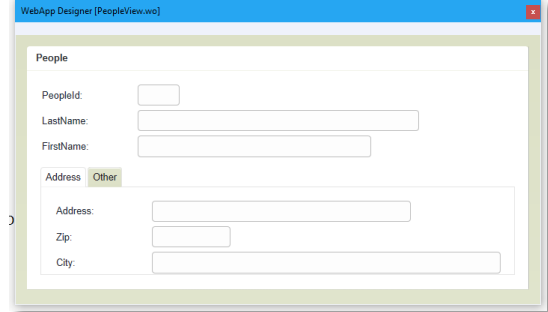 WebApp Designer [PeopleView.wo]
x
People
PeopleId:
LastName:
FirstName:
Address Other
Address:
Zip:
City: